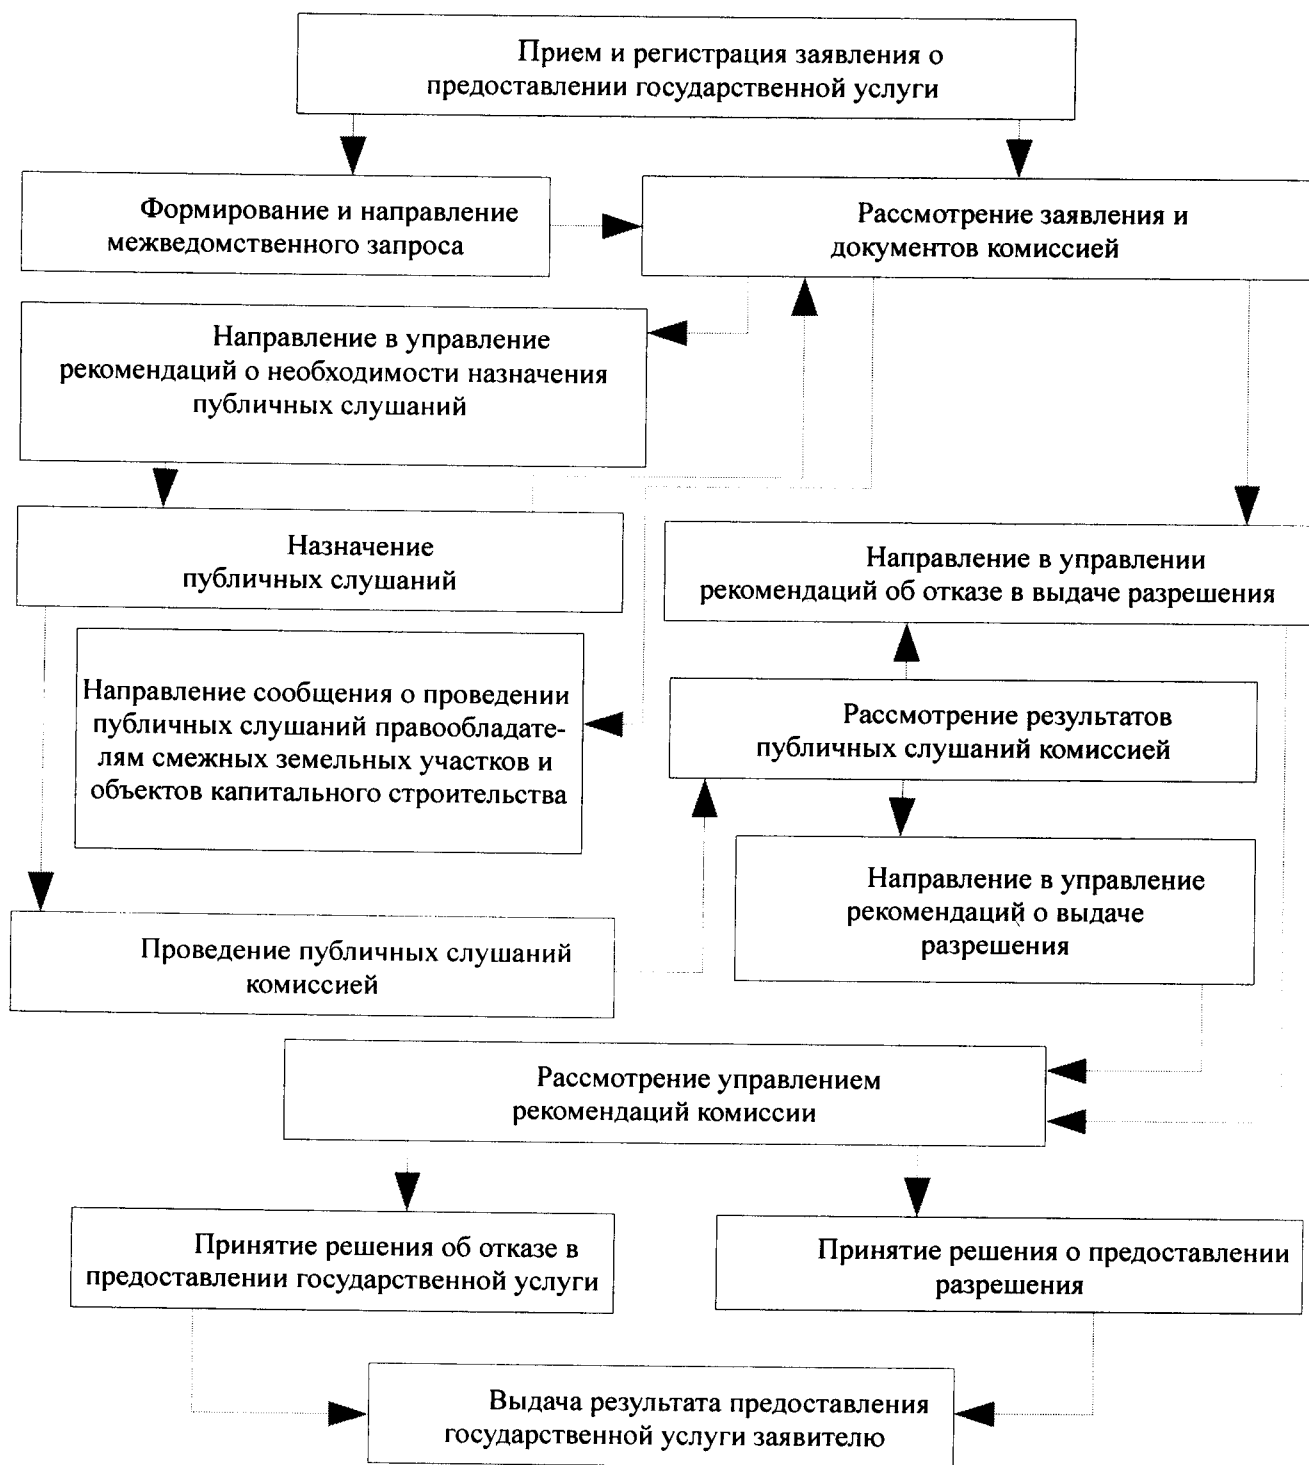 Прием и регистрация заявления о
предоставлении государственной услуги
Формирование и направление
межведомственного запроса
Рассмотрение заявления и
документов комиссией
Направление в управление
рекомендаций о необходимости назначения
публичных слушаний
Назначение
публичных слушаний
Направление в управлении
рекомендаций об отказе в выдаче разрешения
Направление сообщения о проведении
публичных слушаний правообладате-
лям смежных земельных участков и
объектов капитального строительства
Рассмотрение результатов
публичных слушаний комиссией
Направление в управление
рекомендаций о выдаче
разрешения
Проведение публичных слушаний
комиссией
Рассмотрение управлением
рекомендаций комиссии
Принятие решения об отказе в
предоставлении государственной услуги
Принятие решения о предоставлении
разрешения
Выдача результата предоставления
государственной услуги заявителю